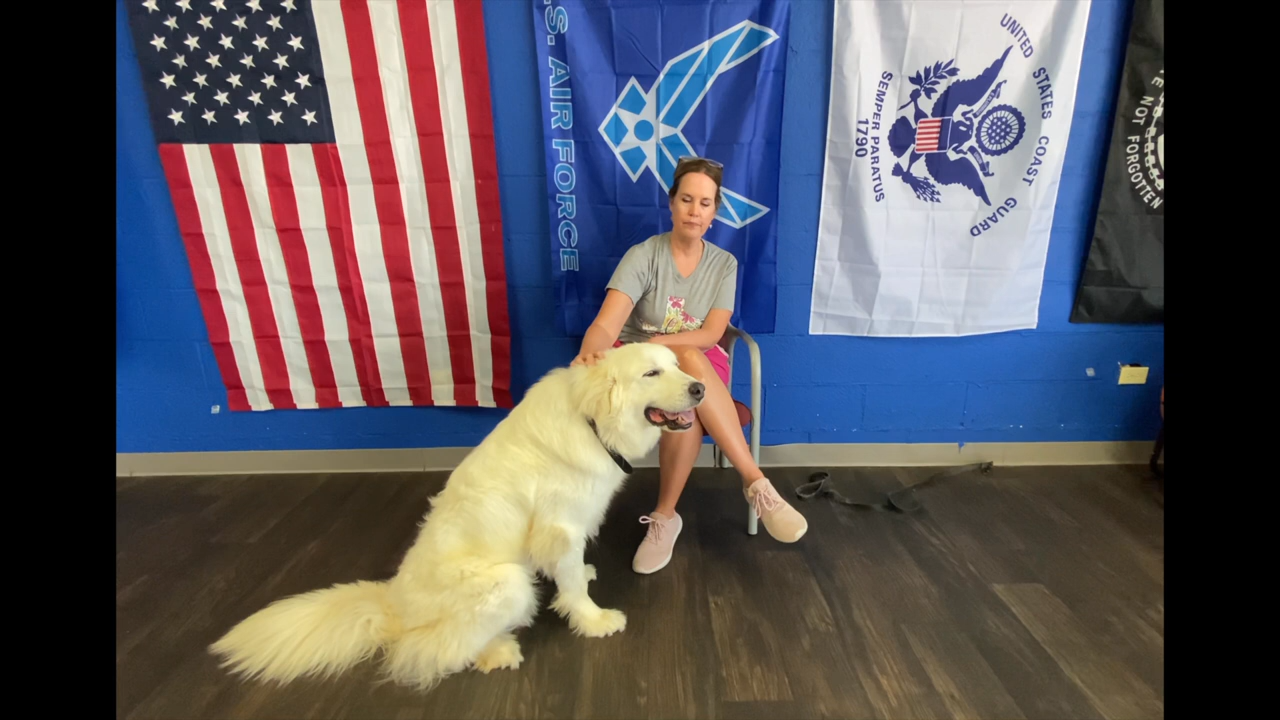 U.S. AIR FORCE
UNITED STATES COAST GUARD
SEMPER PARATUS
1790
NOT
FORGOTTEN